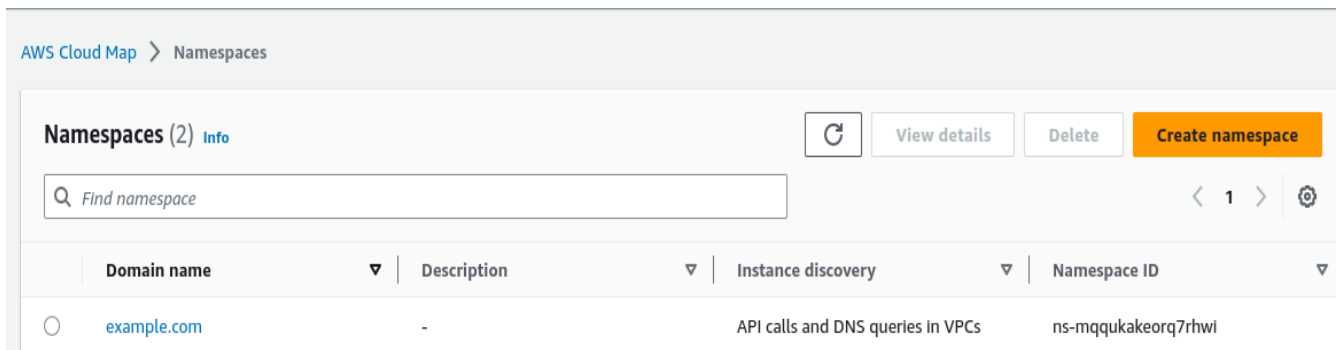 AWS Cloud Map > Namespaces
Namespaces (2) Info
View details
Delete
Create namespace
Find namespace
1
Domain name
Description
Instance discovery
Namespace ID
example.com
-
API calls and DNS queries in VPCs
ns-mqqukakeorq7rhwi